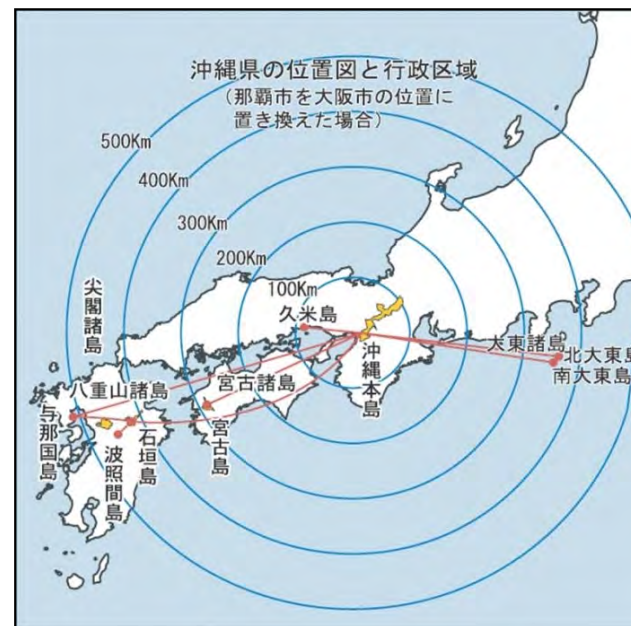 沖縄県の位置図と行政区域
（那覇市を大阪市の位置に
置き換えた場合）
500Km
400Km
300Km
200Km
100Km
久米島
尖閣諸島
大東諸島
北大東島
南大東島
沖縄本島
八重山諸島
宮古諸島
与那国島
宮古島
石垣島
波照間島